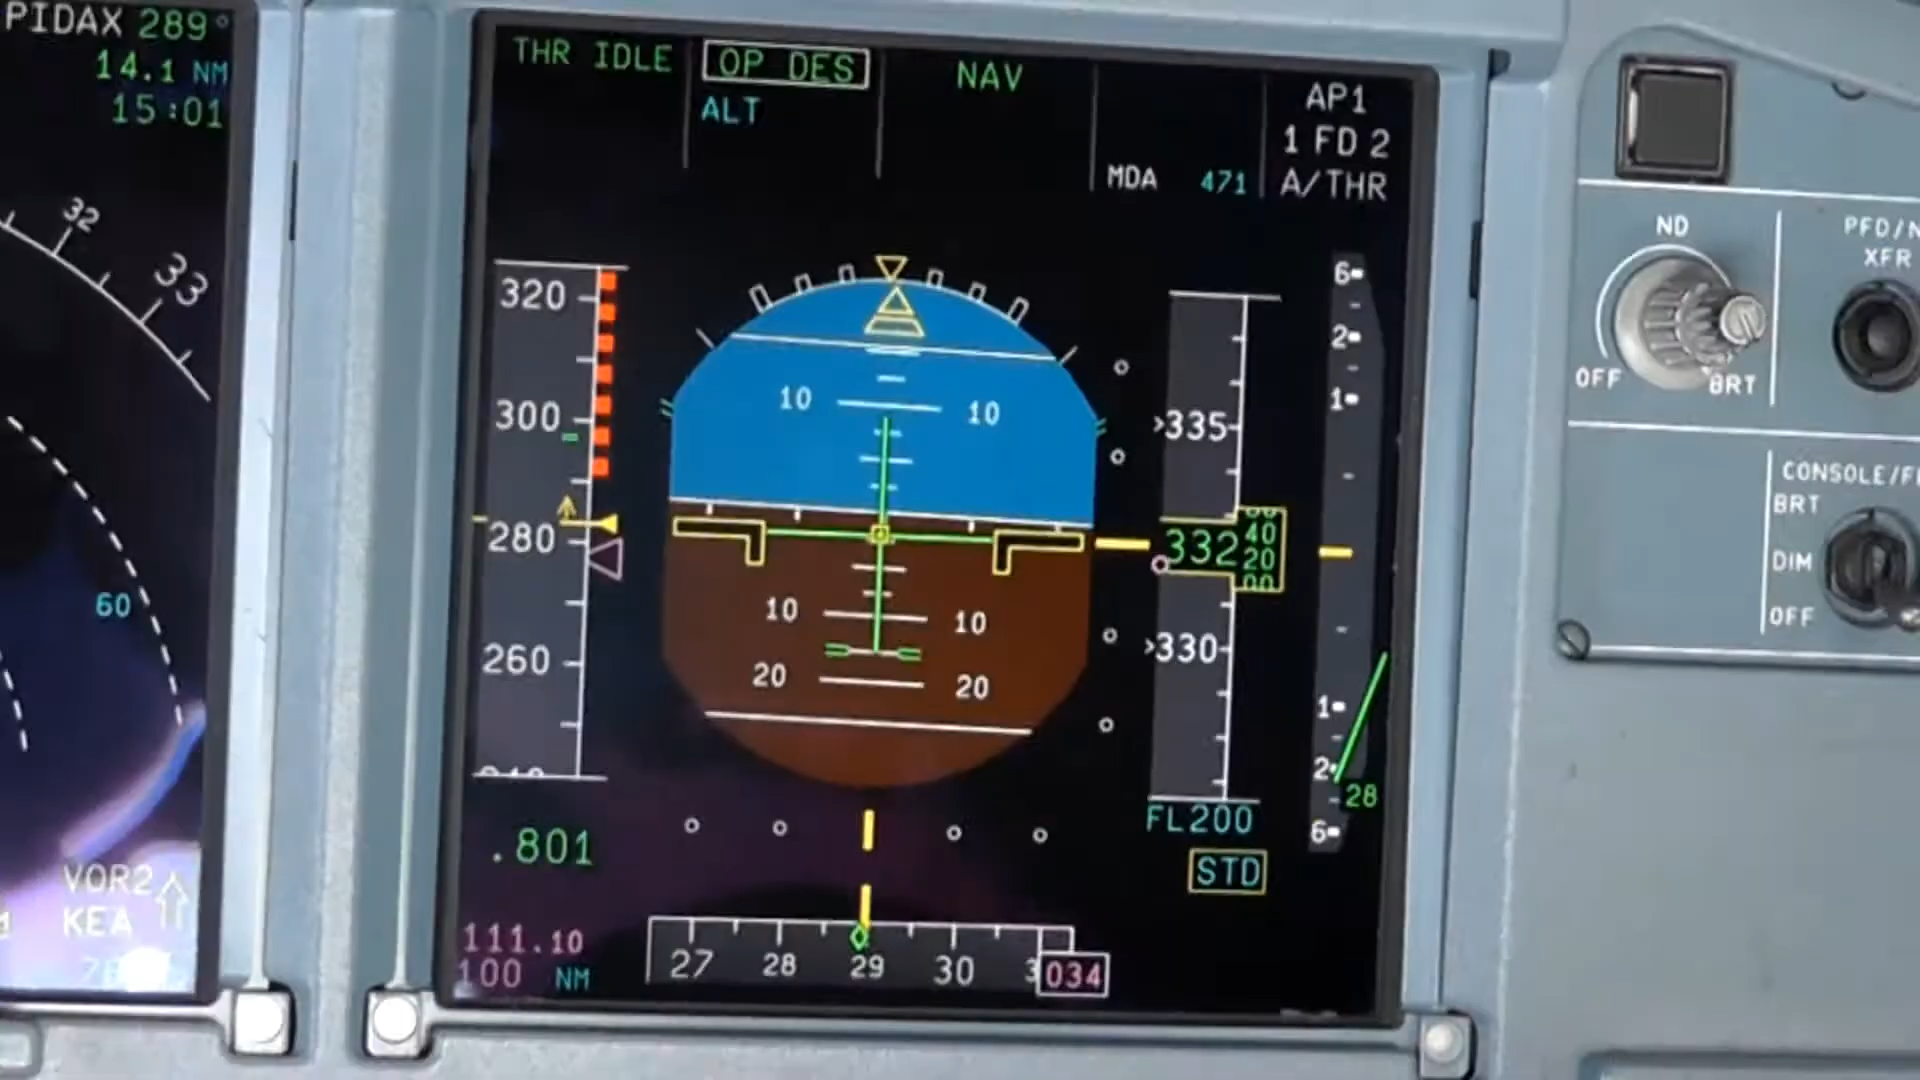 PIDAX 289°
14.1 NM
15:01
32
33
60
VOR2
KEA
THR IDLE
OP DES
NAV
ALT
AP1
1 FD 2
A/THR
MDA 471
320
300
280
260
10 10
10 10
20 20
335
332
40
20
00
330
6
2
1
1
2
6
28
FL200
STD
.801
111.10
100 NM
27 28 29 30 3
034
ND
OFF
BRT
PFD/N
XFR
CONSOLE/F
BRT
DIM
OFF